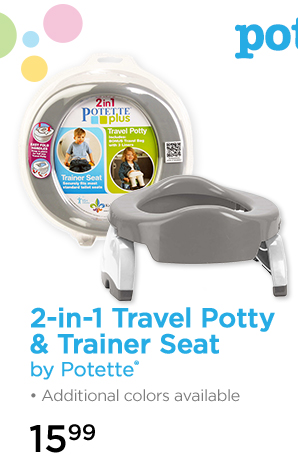 pot
2in1
POTETTE
plus
Travel Potty
Trainer Seat
2-in-1 Travel Potty
& Trainer Seat
by Potette®
• Additional colors available
15⁹⁹